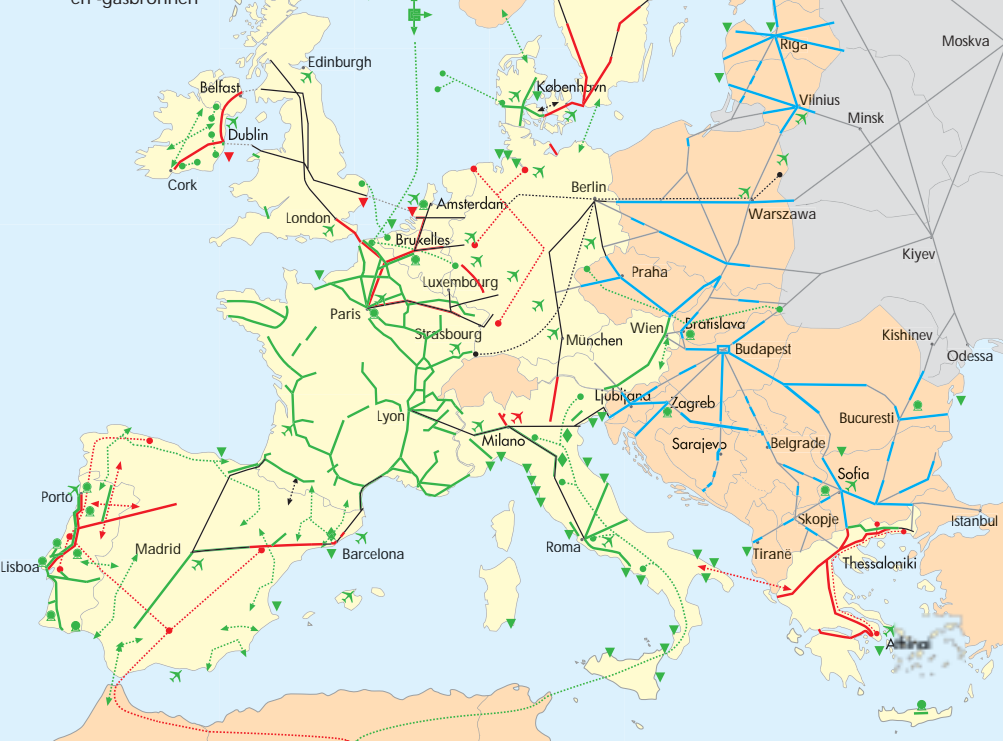 en -gasbronnen
Moskva
Riga
Edinburgh
Belfast
København
Vilnius
Minsk
Dublin
Cork
Berlin
Amsterdam
Warszawa
London
Bruxelles
Kiyev
Praha
Luxembourg
Paris
Strasbourg
Wien
Bratislava
München
Budapest
Kishinev
Odessa
Ljubljana
Zagreb
Lyon
Bucuresti
Milano
Sarajevo
Belgrade
Sofia
Porto
Skopje
Istanbul
Madrid
Roma
Barcelona
Tiranë
Lisboa
Thessaloniki